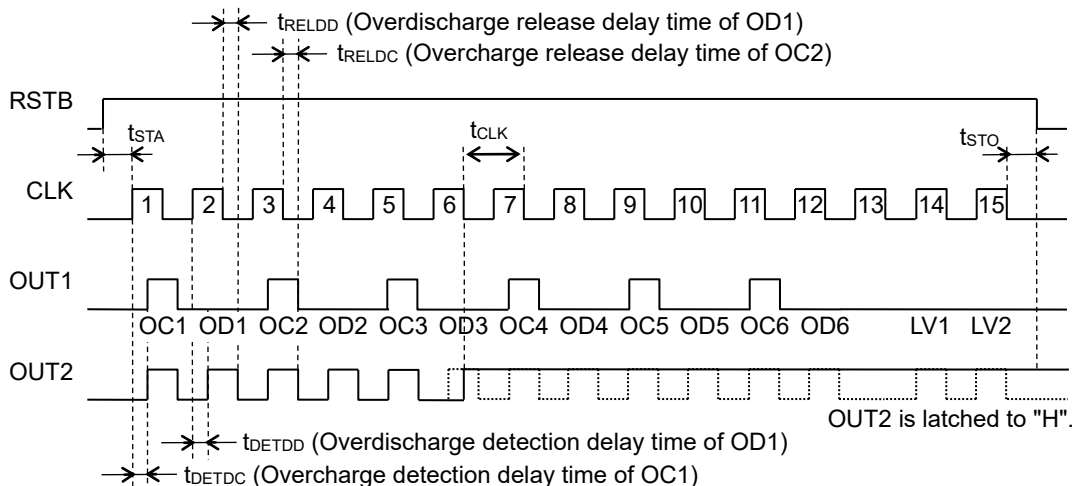 tRELDD (Overdischarge release delay time of OD1)
tRELDC (Overcharge release delay time of OC2)
RSTB
tSTA tCLK tSTO
CLK
1 2 3 4 5 6 7 8 9 10 11 12 13 14 15
OUT1
OC1 OD1 OC2 OD2 OC3 OD3 OC4 OD4 OC5 OD5 OC6 OD6 LV1 LV2
OUT2
OUT2 is latched to "H".
tDETDD (Overdischarge detection delay time of OD1)
tDETDC (Overcharge detection delay time of OC1)